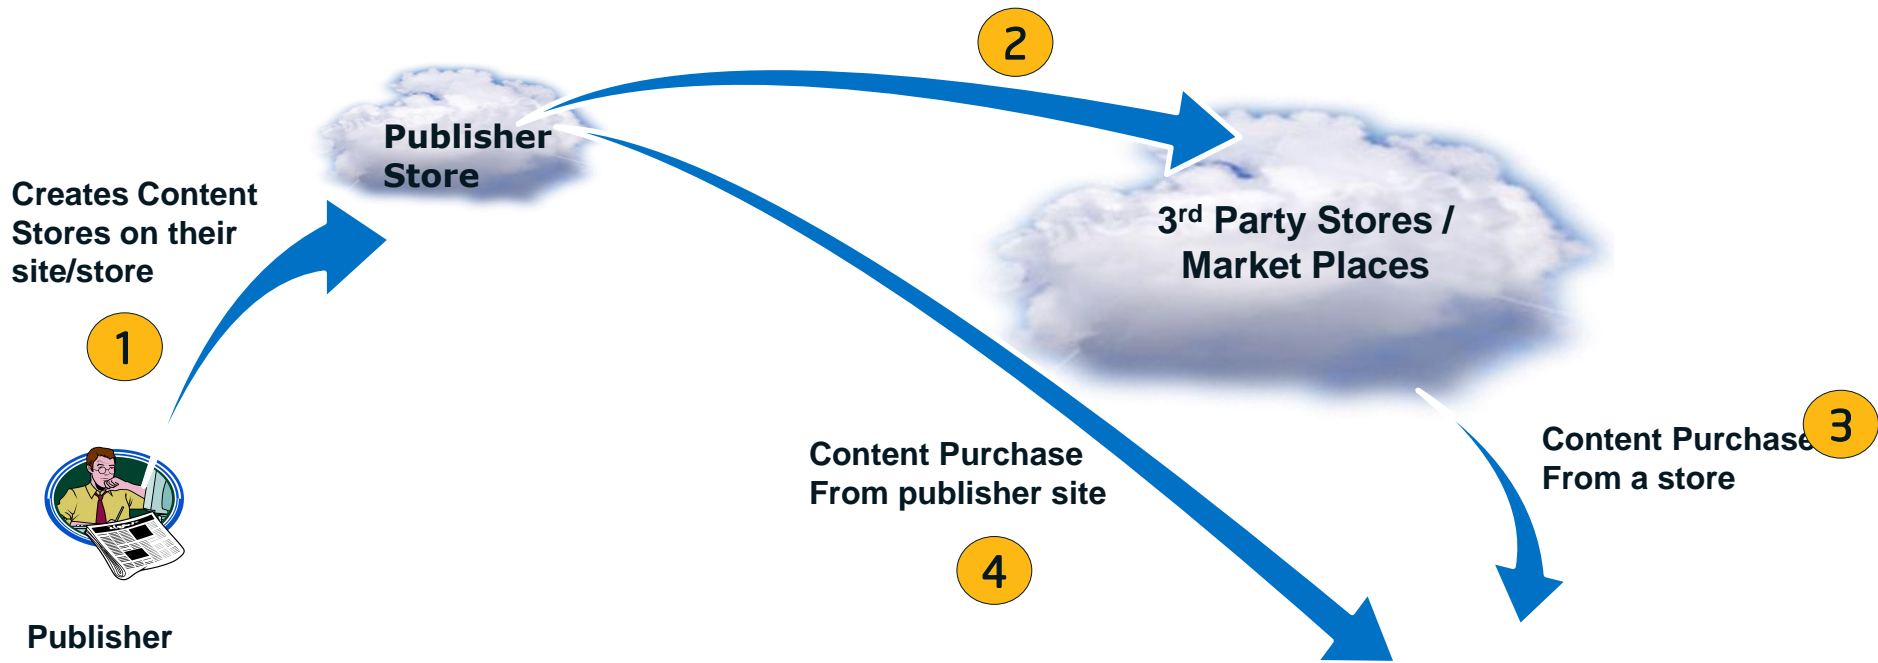 2
Publisher
Store
Creates Content
Stores on their
site/store
3rd Party Stores /
Market Places
1
3
Content Purchase
From a store
Content Purchase
From publisher site
4
Publisher